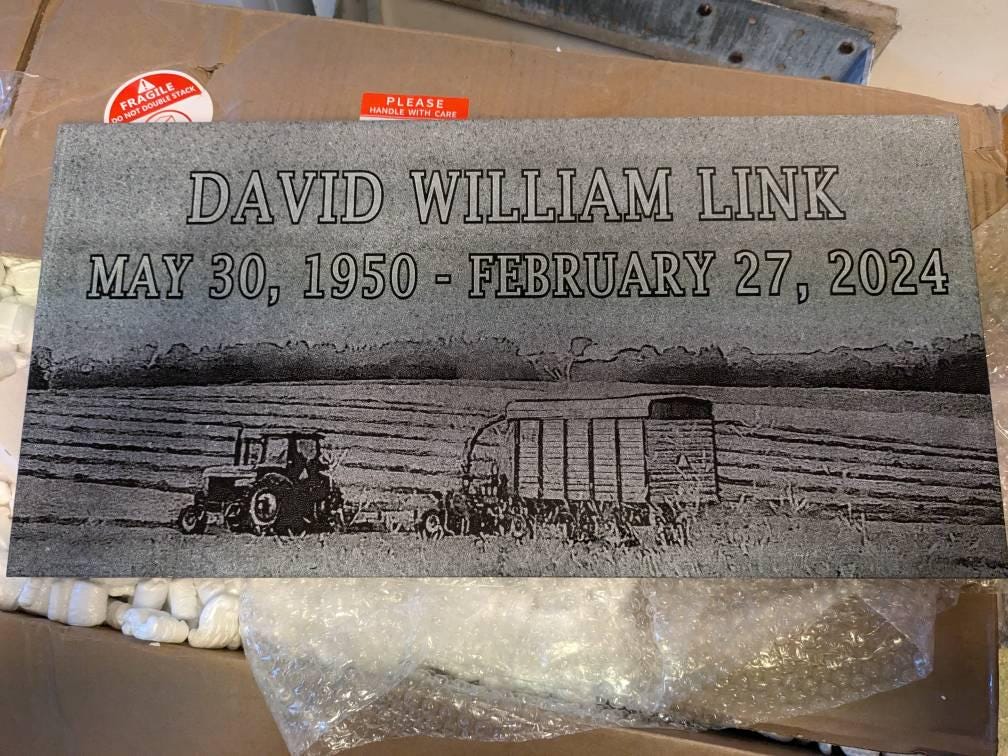 FRAGILE
DO NOT DOUBLE STACK
PLEASE
HANDLE WITH CARE
DAVID WILLIAM LINK
MAY 30, 1950 - FEBRUARY 27, 2024